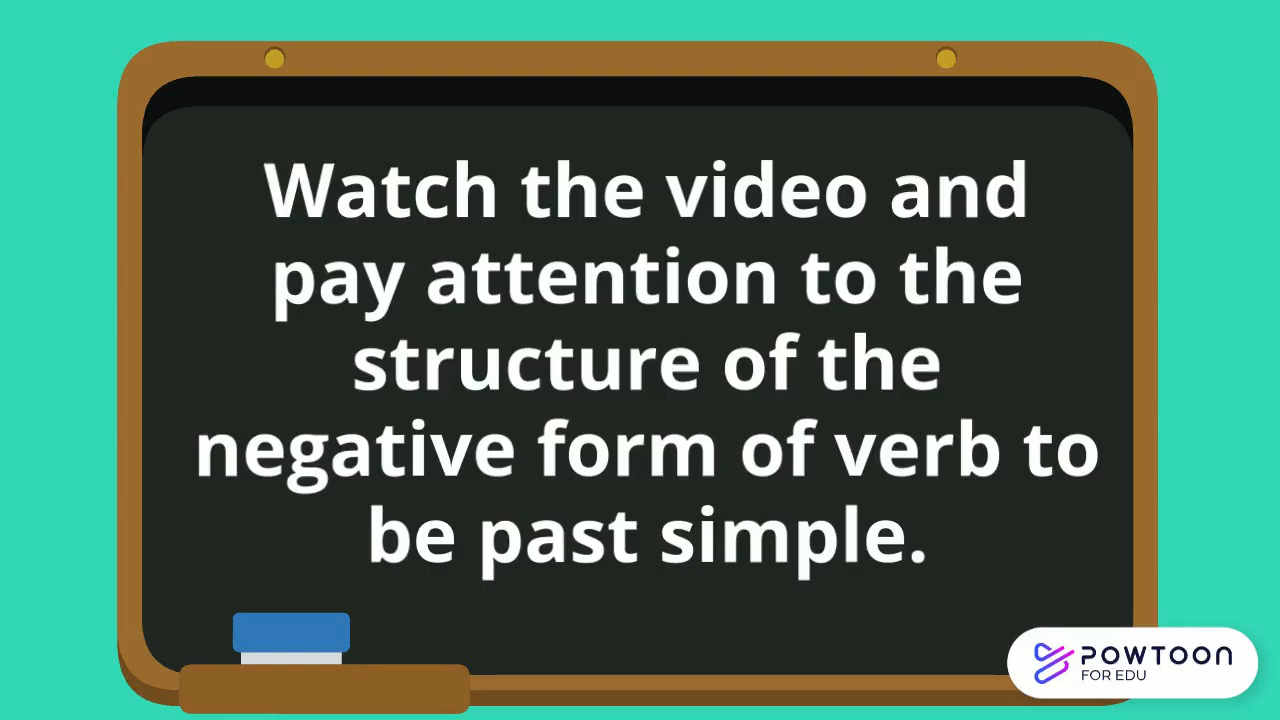 Watch the video and
pay attention to the
structure of the
negative form of verb to
be past simple.
POWTOON
FOR EDU